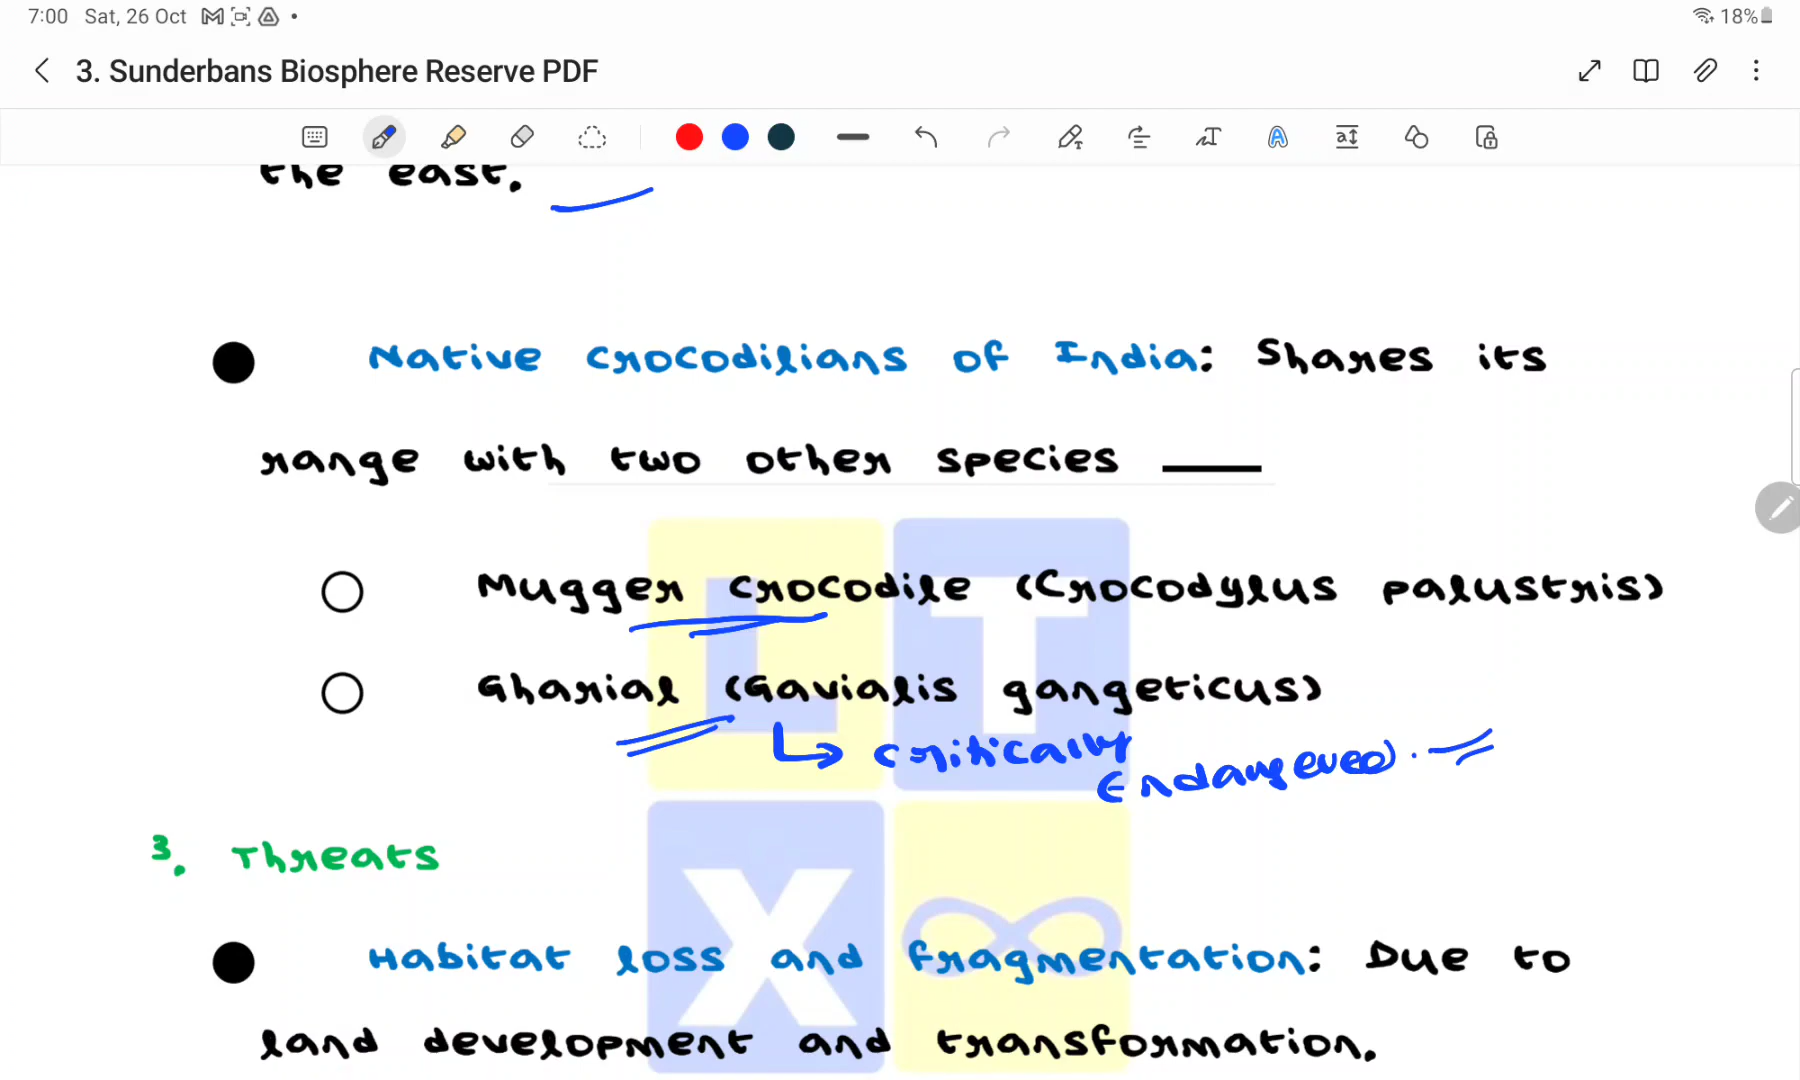 7:00 Sat, 26 Oct
18%
3. Sunderbans Biosphere Reserve PDF
the east.
Native crocodilians of India: Shares its
range with two other species
Mugger crocodile (Crocodylus palustris)
Gharial (Gavialis gangeticus)
critically
Endangered.
3. Threats
Habitat loss and fragmentation: Due to
land development and transformation.
L T
X